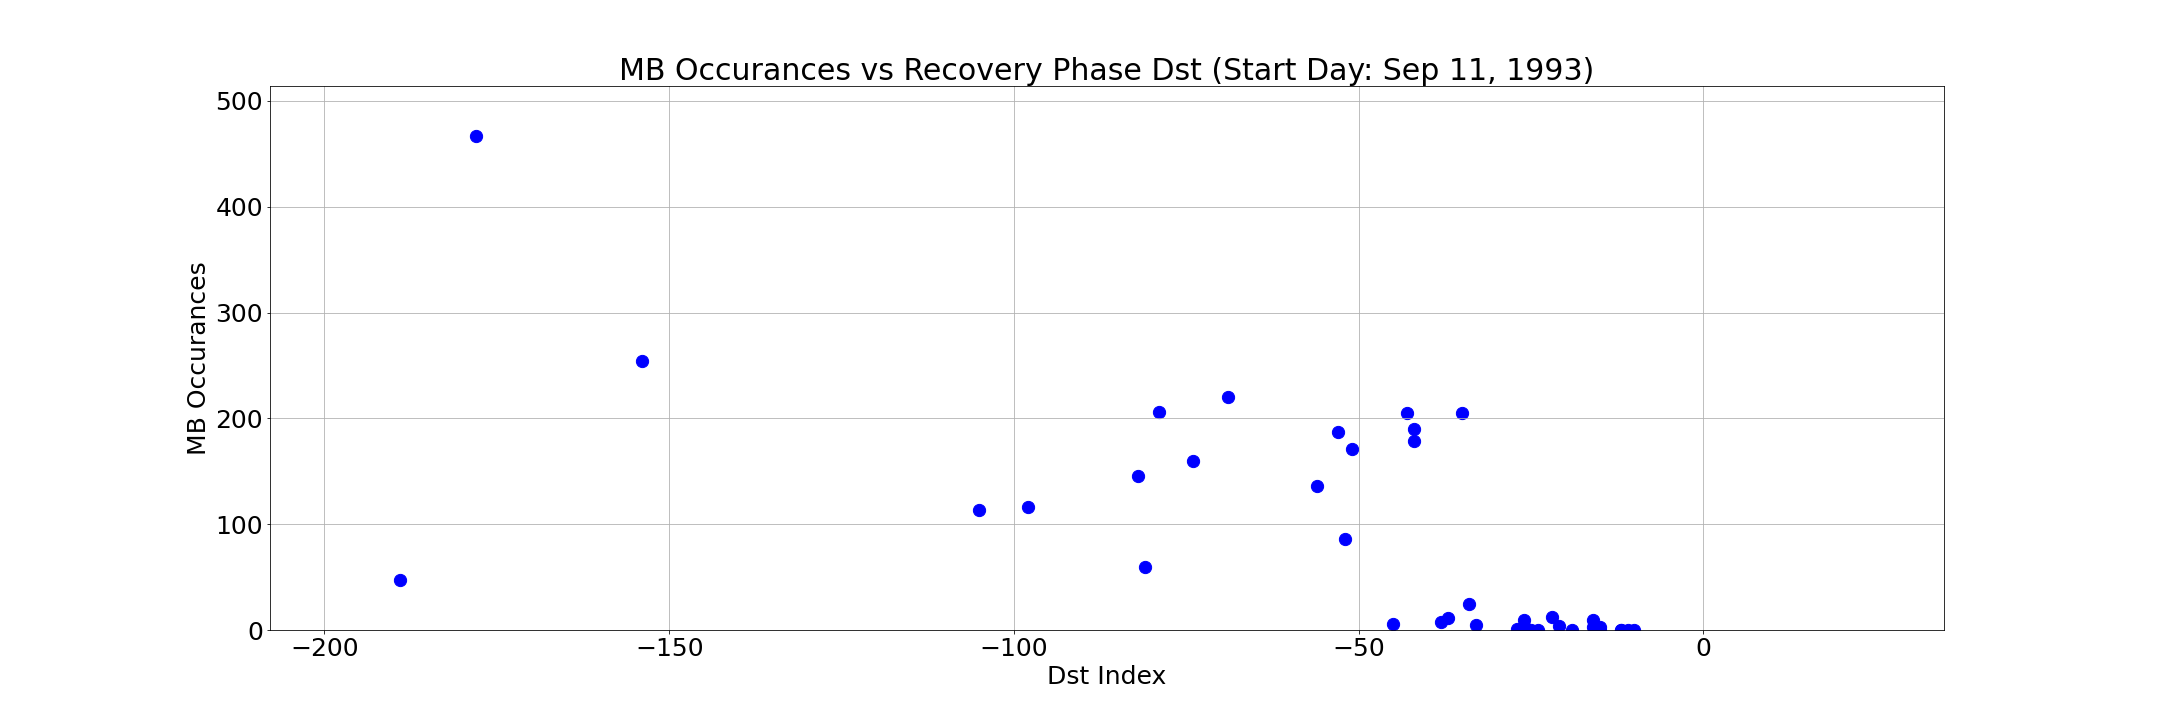 MB Occurances vs Recovery Phase Dst (Start Day: Sep 11, 1993)
500
400
300
200
100
0
MB Occurances
−200 −150 −100 −50 0
Dst Index